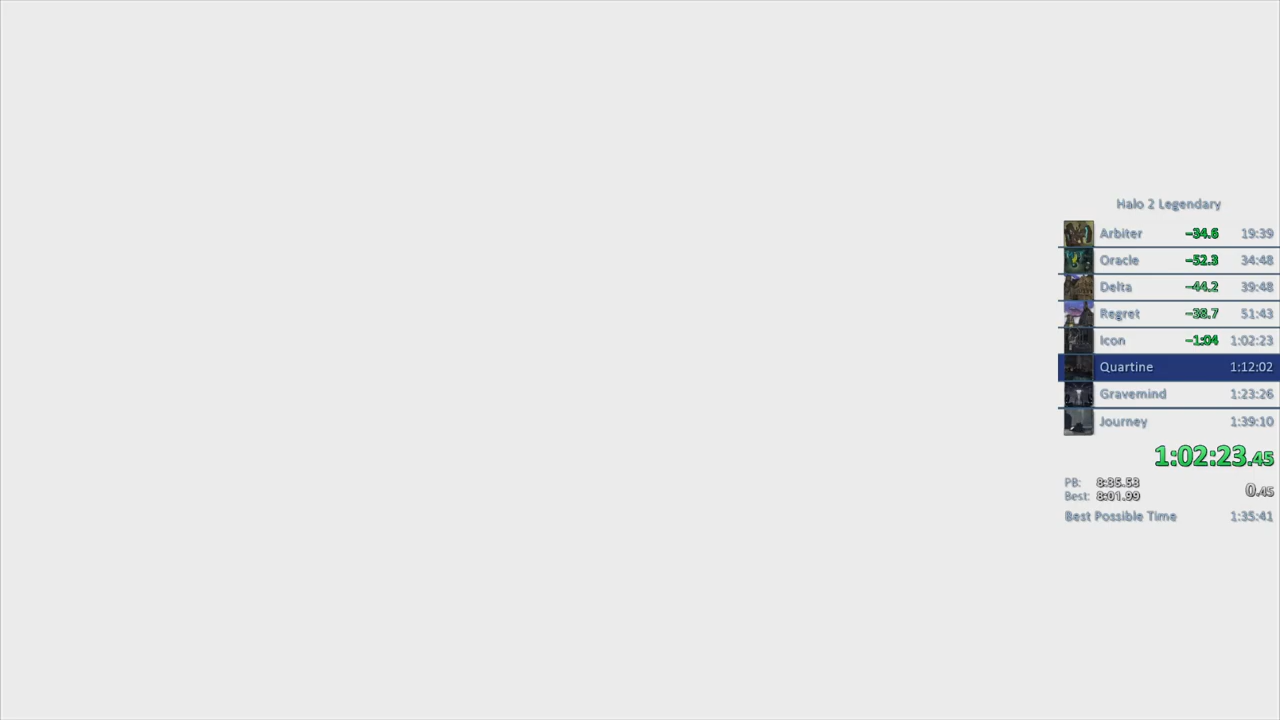 Halo 2 Legendary
Arbiter −34.6 19:39
Oracle −52.3 34:48
Delta −44.2 39:48
Regret −38.7 51:43
Icon −1:04 1:02:23
Quartine 1:12:02
Gravemind 1:23:26
Journey 1:39:10
1:02:23.45
PB: 8:35.53
Best: 8:01.99
0.45
Best Possible Time 1:35:41